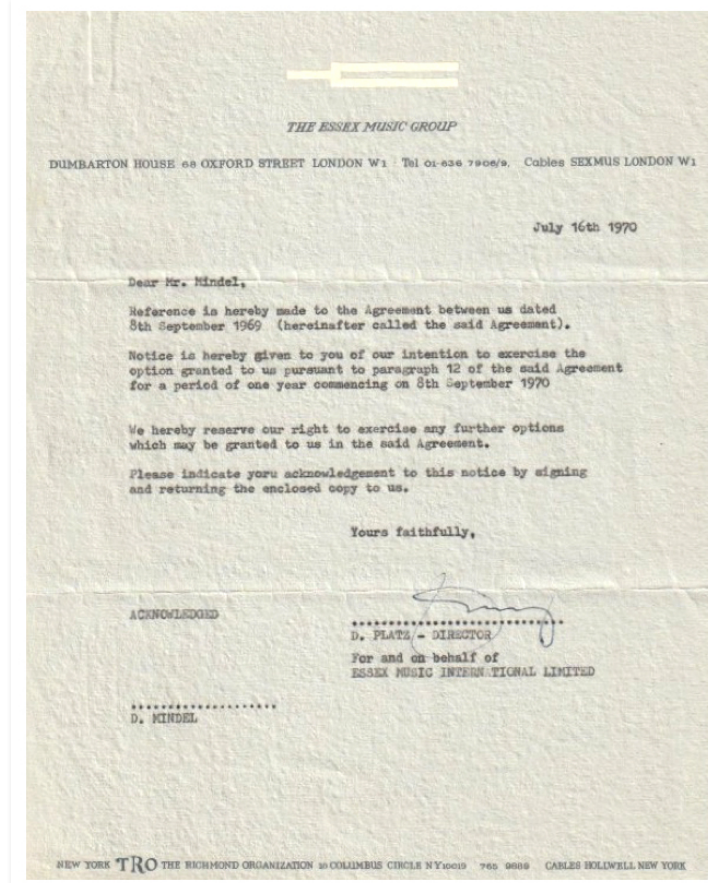 THE ESSEX MUSIC GROUP
DUMBARTON HOUSE 68 OXFORD STREET LONDON W1 Tel 01-636 7906/9. Cables SEXMUS LONDON W1
July 16th 1970
Dear Mr. Mindel,
Reference is hereby made to the Agreement between us dated
8th September 1969 (hereinafter called the said Agreement).
Notice is hereby given to you of our intention to exercise the
option granted to us pursuant to paragraph 12 of the said Agreement
for a period of one year commencing on 8th September 1970
We hereby reserve our right to exercise any further options
which may be granted to us in the said Agreement.
Please indicate yoru acknowledgement to this notice by signing
and returning the enclosed copy to us.
Yours faithfully,
ACKNOWLEDGED
D. PLATZ - DIRECTOR
For and on behalf of
ESSEX MUSIC INTERN TIONAL LIMITED
D. MINDEL
NEW YORK TRO THE RICHMOND ORGANIZATION 10 COLUMBUS CIRCLE NY10019 765 9889 CABLES HOLLWELL NEW YORK